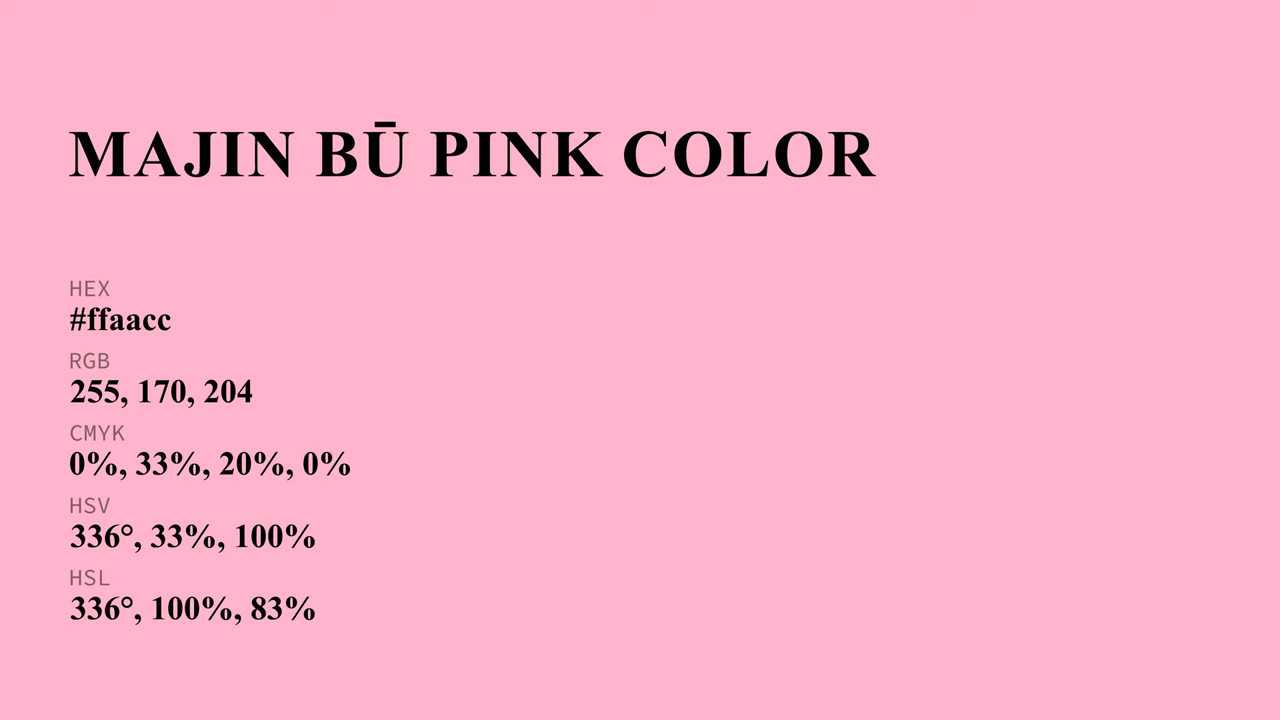 MAJIN BŪ PINK COLOR
HEX
#ffaacc
RGB
255, 170, 204
CMYK
0%, 33%, 20%, 0%
HSV
336°, 33%, 100%
HSL
336°, 100%, 83%